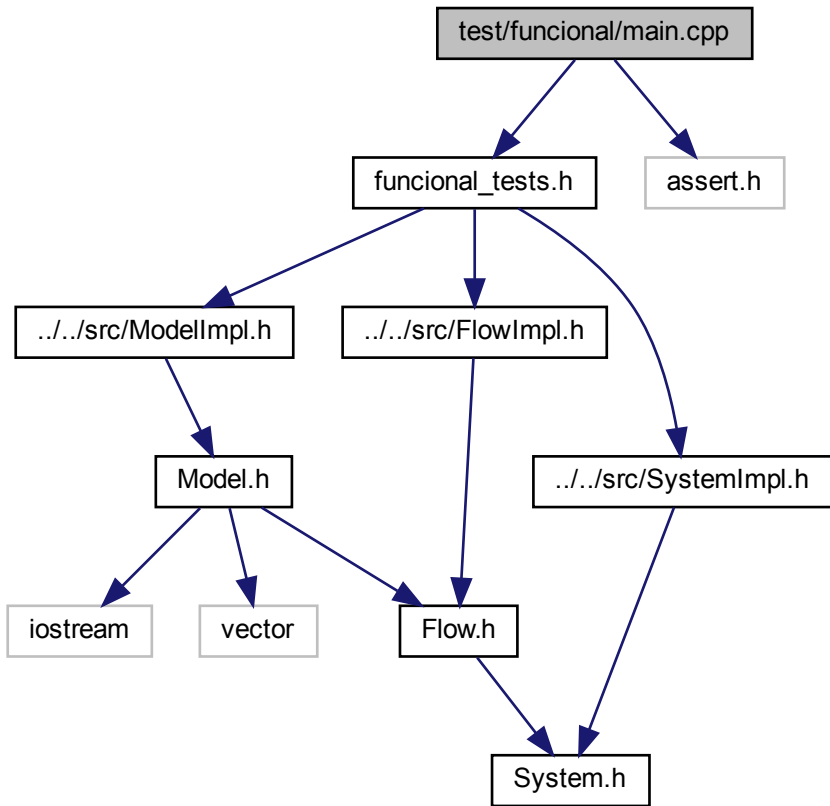 test/funcional/main.cpp
funcional_tests.h
assert.h
../../src/ModelImpl.h
../../src/FlowImpl.h
Model.h
../../src/SystemImpl.h
iostream
vector
Flow.h
System.h